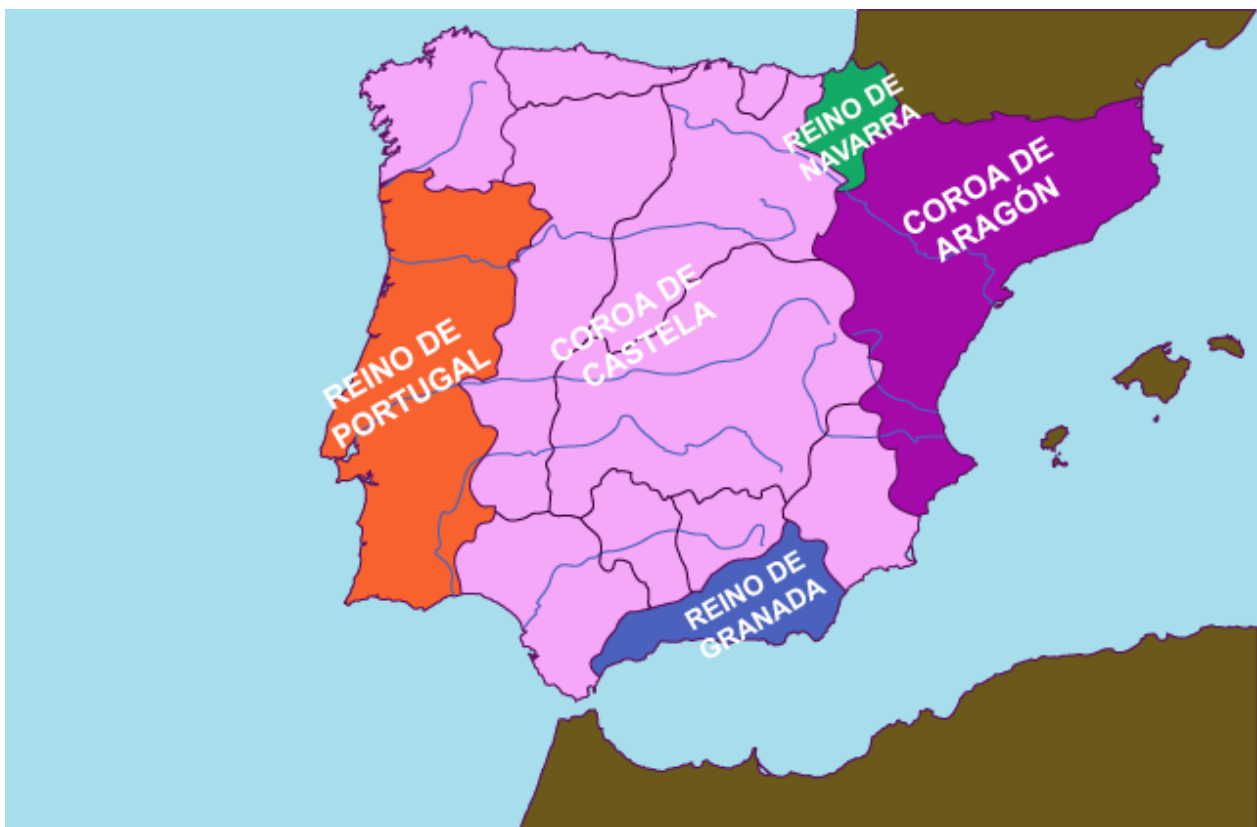 REINO DE
NAVARRA
COROA DE
ARAGÓN
COROA DE
CASTELA
REINO DE
PORTUGAL
REINO DE
GRANADA